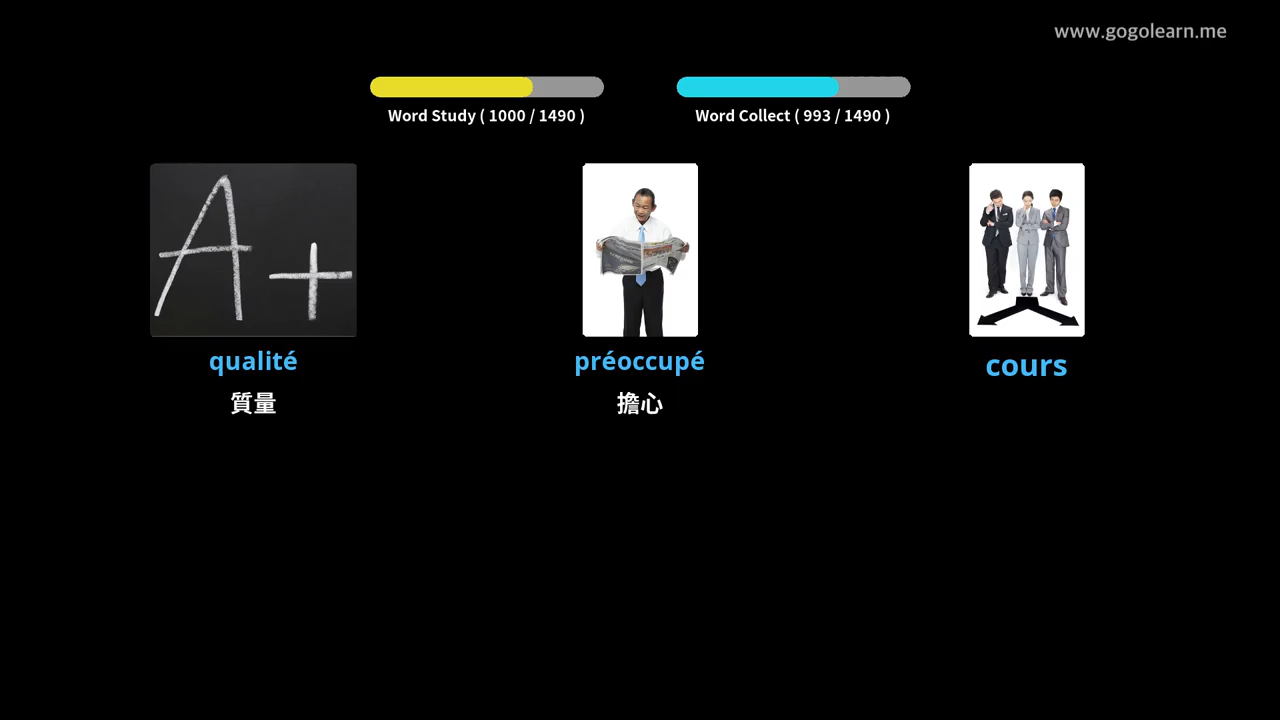 www.gogolearn.me
Word Study ( 1000 / 1490 )
Word Collect ( 993 / 1490 )
A+
qualité
préoccupé
cours
質量
擔心